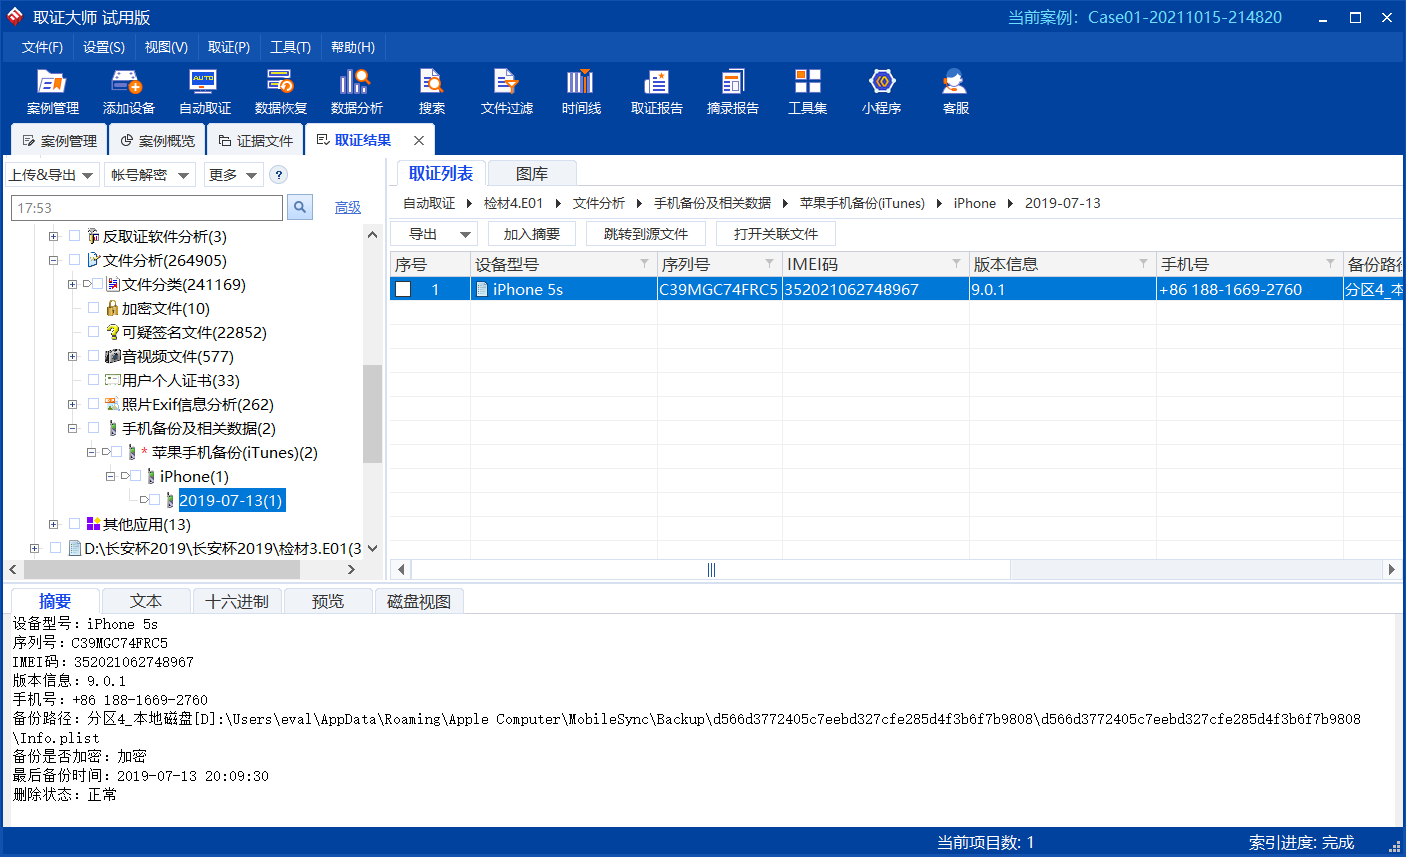 取证大师 试用版
当前案例：Case01-20211015-214820
文件(F) 设置(S) 视图(V) 取证(P) 工具(T) 帮助(H)
案例管理 添加设备 自动取证 数据恢复 数据分析 搜索 文件过滤 时间线 取证报告 摘录报告 工具集 小程序 客服
AUTO
案例管理 案例概览 证据文件 取证结果
上传&导出 帐号解密 更多 ?
17:53 高级
反取证软件分析(3)
文件分析(264905)
文件分类(241169)
加密文件(10)
可疑签名文件(22852)
音视频文件(577)
用户个人证书(33)
照片Exif信息分析(262)
手机备份及相关数据(2)
* 苹果手机备份(iTunes)(2)
iPhone(1)
2019-07-13(1)
其他应用(13)
D:\长安杯2019\长安杯2019\检材3.E01(3
取证列表 图库
自动取证 检材4.E01 文件分析 手机备份及相关数据 苹果手机备份(iTunes) iPhone 2019-07-13
导出 加入摘要 跳转到源文件 打开关联文件
序号 设备型号 序列号 IMEI码 版本信息 手机号 备份路径
1 iPhone 5s C39MGC74FRC5 352021062748967 9.0.1 +86 188-1669-2760 分区4_本
摘要 文本 十六进制 预览 磁盘视图
设备型号：iPhone 5s
序列号：C39MGC74FRC5
IMEI码：352021062748967
版本信息：9.0.1
手机号：+86 188-1669-2760
备份路径：分区4_本地磁盘[D]:\Users\eval\AppData\Roaming\Apple Computer\MobileSync\Backup\d566d3772405c7eebd327cfe285d4f3b6f7b9808\d566d3772405c7eebd327cfe285d4f3b6f7b9808
\Info.plist
备份是否加密：加密
最后备份时间：2019-07-13 20:09:30
删除状态：正常
当前项目数: 1 索引进度: 完成